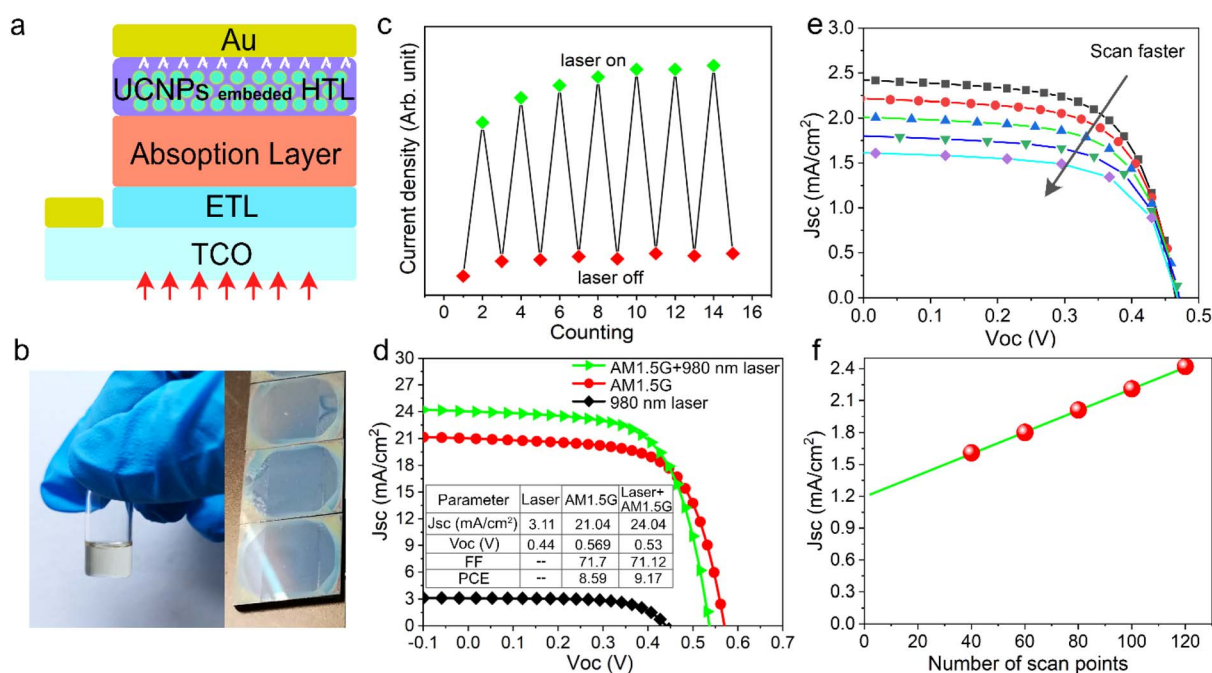 a
Au
UCNPs embeded HTL
Absoption Layer
ETL
TCO
b
c
Current density (Arb. unit)
laser on
laser off
0 2 4 6 8 10 12 14 16
Counting
d
Jsc (mA/cm²)
30
27
24
21
18
15
12
9
6
3
0
AM1.5G+980 nm laser
AM1.5G
980 nm laser
Parameter Laser AM1.5G Laser+AM1.5G
Jsc (mA/cm²) 3.11 21.04 24.04
Voc (V) 0.44 0.569 0.53
FF -- 71.7 71.12
PCE -- 8.59 9.17
-0.1 0.0 0.1 0.2 0.3 0.4 0.5 0.6 0.7
Voc (V)
e
Jsc (mA/cm²)
3.0
2.5
2.0
1.5
1.0
0.5
0.0
Scan faster
0.0 0.1 0.2 0.3 0.4 0.5
Voc (V)
f
Jsc (mA/cm²)
2.4
2.1
1.8
1.5
1.2
0.9
0.6
0.3
0.0
0 20 40 60 80 100 120
Number of scan points